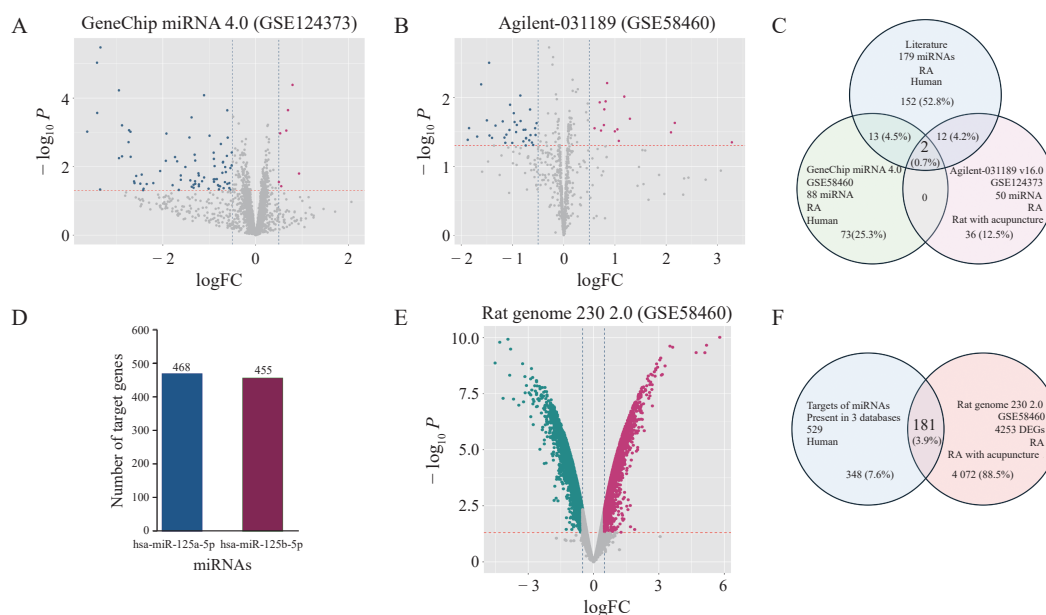 A
GeneChip miRNA 4.0 (GSE124373)
− log10 P
4
2
0
− 2
0
2
logFC
B
Agilent-031189 (GSE58460)
− log10 P
2
1
0
− 2
− 1
0
1
2
3
logFC
C
Literature
179 miRNAs
RA
Human
152 (52.8%)
13 (4.5%)
12 (4.2%)
2
(0.7%)
0
GeneChip miRNA 4.0
GSE58460
88 miRNA
RA
Human
73(25.3%)
Agilent-031189 v16.0
GSE124373
50 miRNA
RA
Rat with acupuncture
36 (12.5%)
D
Number of target genes
600
500
400
300
200
100
0
468
455
hsa-miR-125a-5p
hsa-miR-125b-5p
miRNAs
E
Rat genome 230 2.0 (GSE58460)
− log10 P
10.0
7.5
5.0
2.5
0.0
− 3
0
3
6
logFC
F
Targets of miRNAs
Present in 3 databases
529
Human
348 (7.6%)
181
(3.9%)
Rat genome 230 2.0
GSE58460
4253 DEGs
RA
RA with acupuncture
4 072 (88.5%)